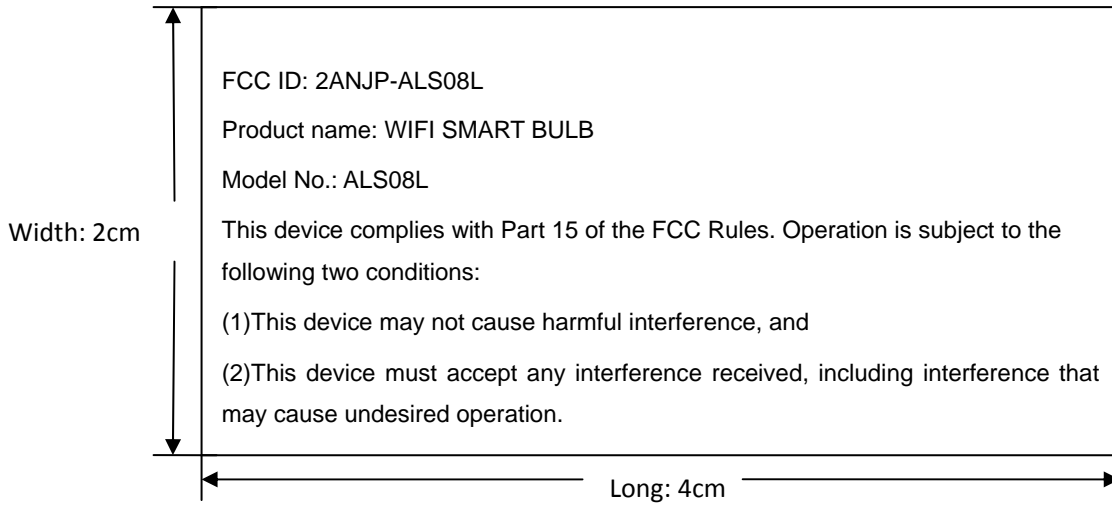 FCC ID: 2ANJP-ALS08L
Product name: WIFI SMART BULB
Model No.: ALS08L
Width: 2cm
This device complies with Part 15 of the FCC Rules. Operation is subject to the
following two conditions:
(1)This device may not cause harmful interference, and
(2)This device must accept any interference received, including interference that
may cause undesired operation.
Long: 4cm